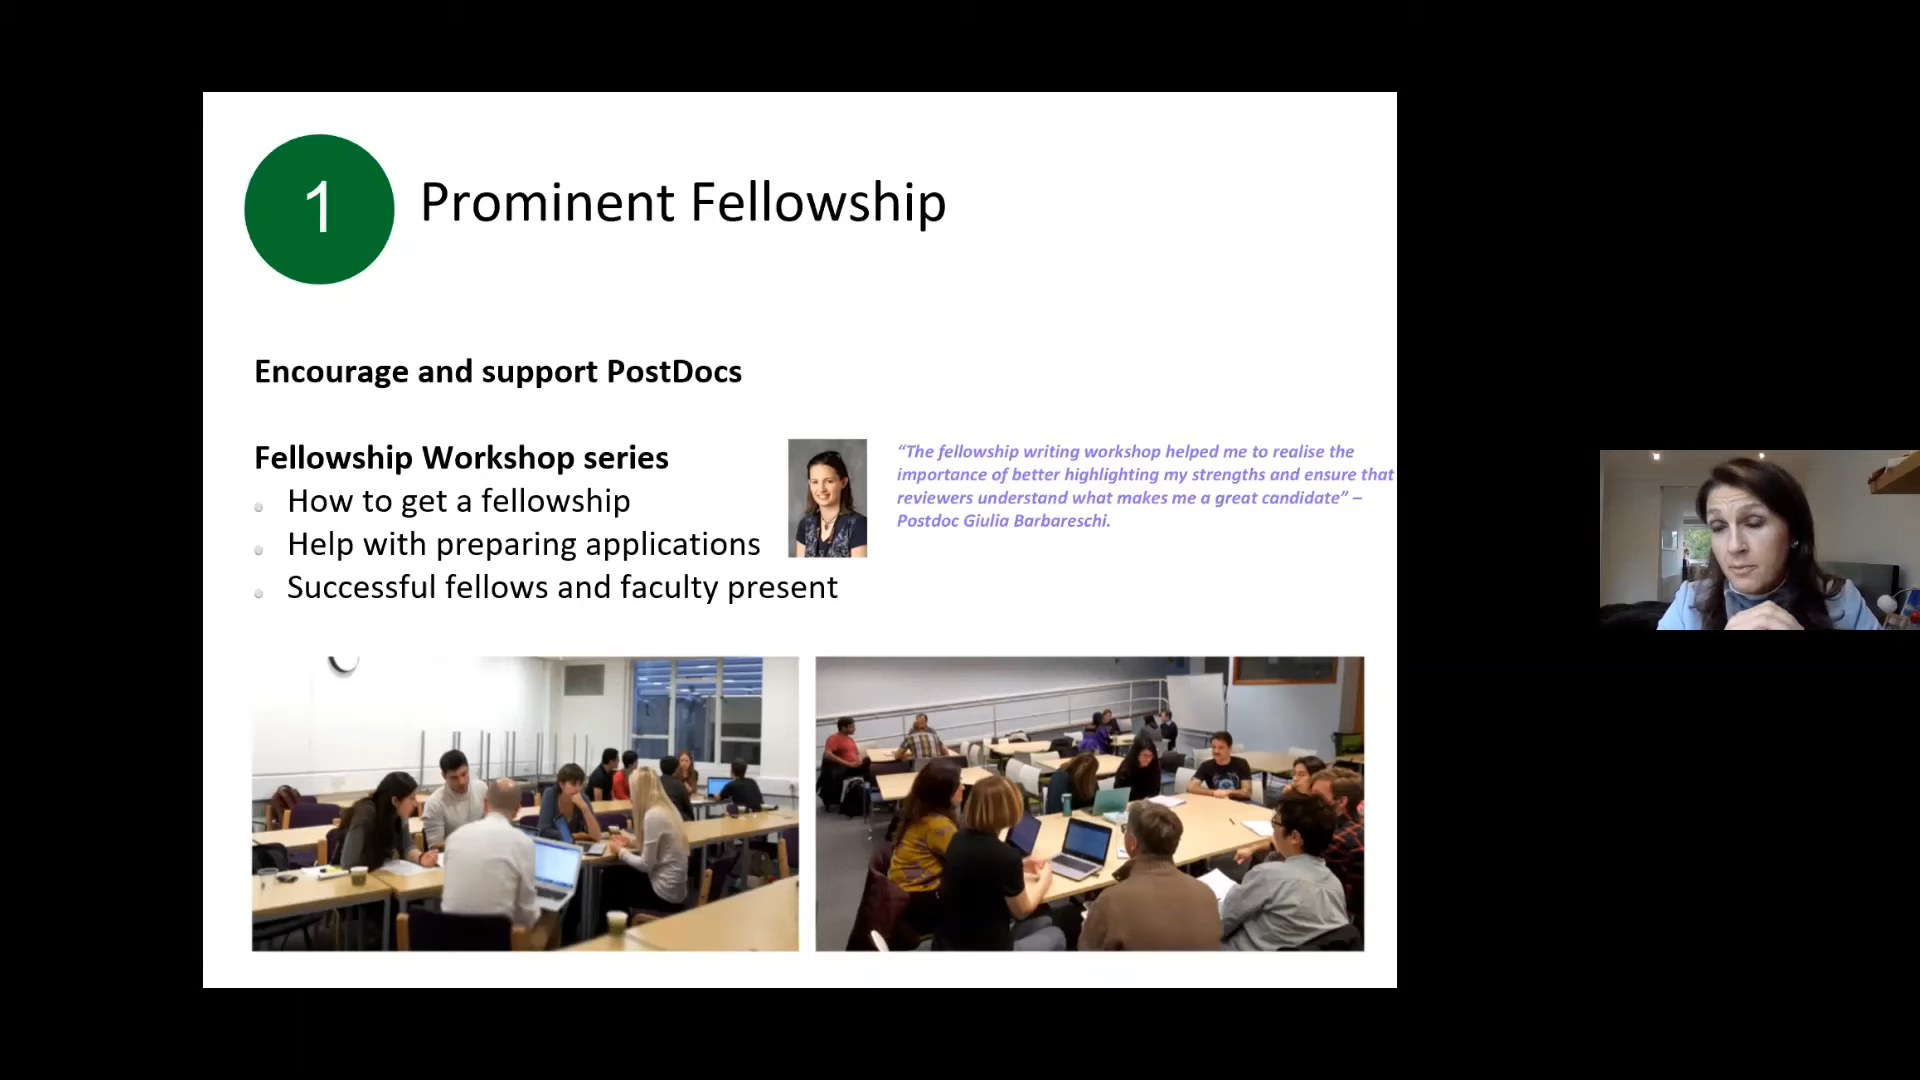 1
Prominent Fellowship
Encourage and support PostDocs
Fellowship Workshop series
How to get a fellowship
Help with preparing applications
Successful fellows and faculty present
“The fellowship writing workshop helped me to realise the
importance of better highlighting my strengths and ensure that
reviewers understand what makes me a great candidate” –
Postdoc Giulia Barbareschi.